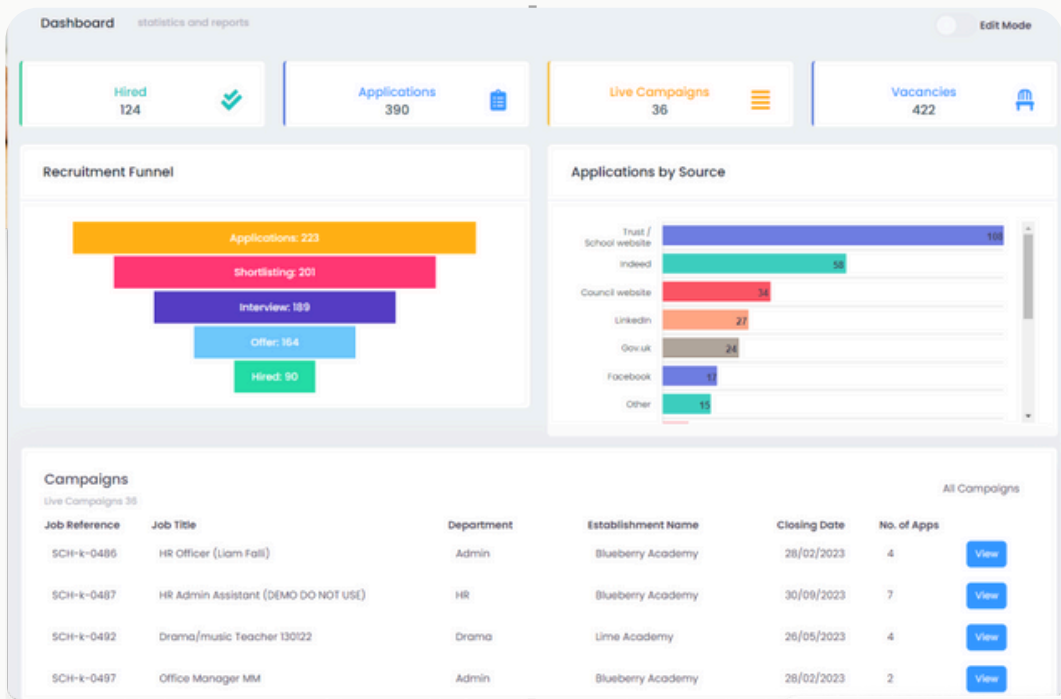 Dashboard statistics and reports
Edit Mode
Hired
124
Applications
390
Live Campaigns
36
Vacancies
422
Recruitment Funnel
Applications: 223
Shortlisting: 201
Interview: 189
Offer: 164
Hired: 90
Applications by Source
Trust /
School website
108
Indeed 58
Council website 34
LinkedIn 27
Gov.uk 24
Facebook 17
Other 15
Campaigns
Live Campaigns 36
All Campaigns
Job Reference Job Title Department Establishment Name Closing Date No. of Apps
SCH-k-0486 HR Officer (Liam Falli) Admin Blueberry Academy 28/02/2023 4 View
SCH-k-0487 HR Admin Assistant (DEMO DO NOT USE) HR Blueberry Academy 30/09/2023 7 View
SCH-k-0492 Drama/music Teacher 130122 Drama Lime Academy 26/05/2023 4 View
SCH-k-0497 Office Manager MM Admin Blueberry Academy 28/02/2023 2 View